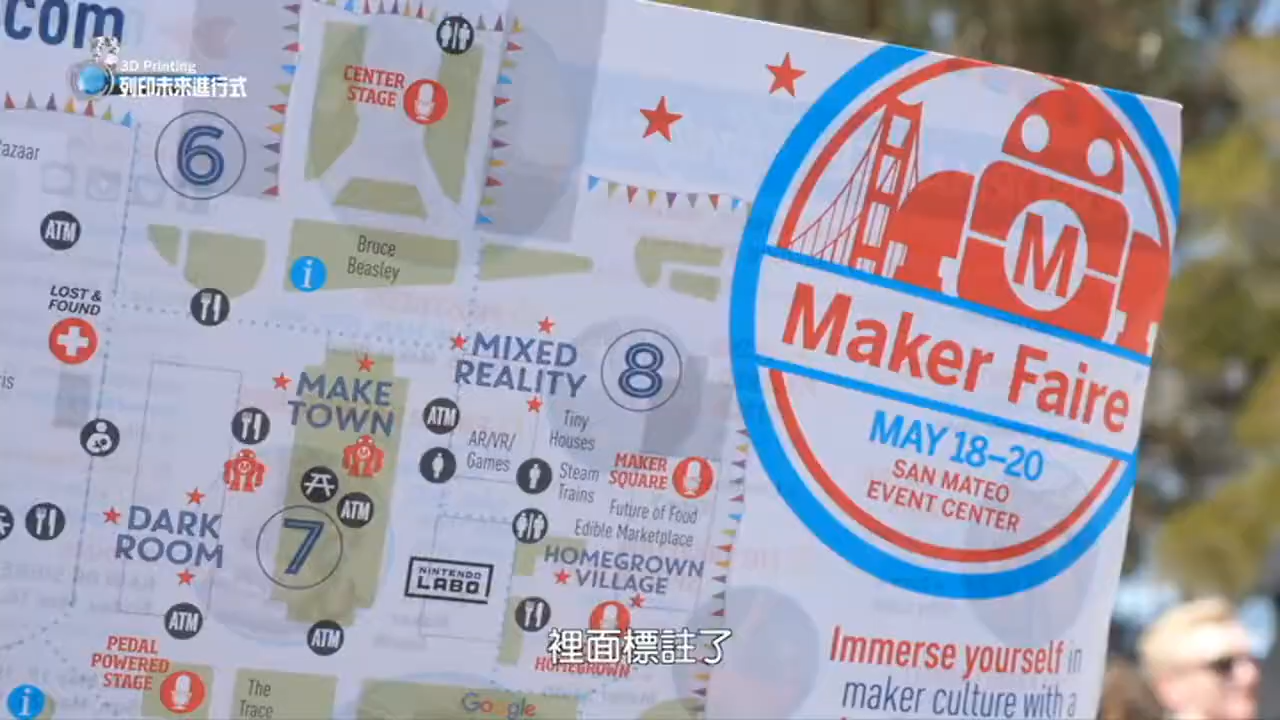 .com
3D Printing
列印未來進行式
CENTER
STAGE
6
ATM
Bruce
Beasley
i
LOST &
FOUND
MIXED
REALITY
8
MAKE
TOWN
ATM
AR/VR/
Games
Tiny
Houses
Steam
Trains
MAKER
SQUARE
Future of Food
Edible Marketplace
DARK
ROOM
7
ATM
NINTENDO
LABO
HOMEGROWN
VILLAGE
ATM
ATM
PEDAL
POWERED
STAGE
HOMEGROWN
i
The
Trace
Google
M
Maker Faire
MAY 18–20
SAN MATEO
EVENT CENTER
Immerse yourself in
maker culture with a
裡面標註了